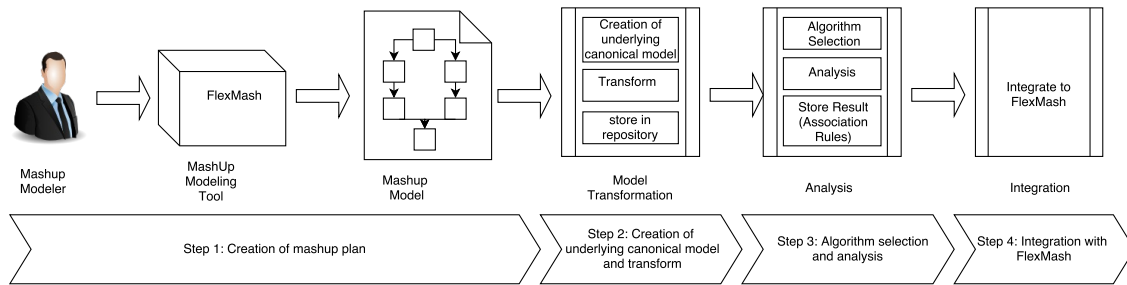 FlexMash
Creation of
underlying
canonical model
Transform
store in
repository
Algorithm
Selection
Analysis
Store Result
(Association
Rules)
Integrate to
FlexMash
Mashup
Modeler
MashUp
Modeling
Tool
Mashup
Model
Model
Transformation
Analysis
Integration
Step 1: Creation of mashup plan
Step 2: Creation of
underlying canonical model
and transform
Step 3: Algorithm selection
and analysis
Step 4: Integration with
FlexMash